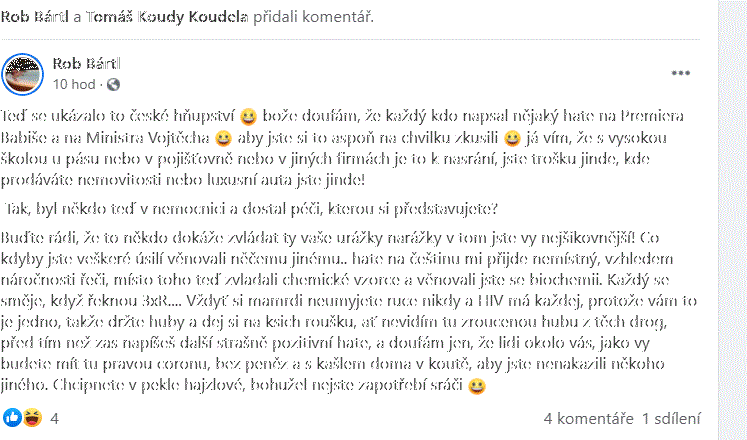 Rob Bártl a Tomáš Koudy Koudela přidali komentář.
Rob Bártl
10 hod ·
Teď se ukázalo to české hňupství 😀 bože doufám, že každý kdo napsal nějaký hate na Premiera
Babiše a na Ministra Vojtěcha 😀 aby jste si to aspoň na chvilku zkusili 😀 já vím, že s vysokou
školou u pásu nebo v pojišťovně nebo v jiných firmách je to k nasrání, jste trošku jinde, kde
prodáváte nemovitosti nebo luxusní auta jste jinde!
Tak, byl někdo teď v nemocnici a dostal péči, kterou si představujete?
Buďte rádi, že to někdo dokáže zvládat ty vaše urážky narážky v tom jste vy nejšikovnější! Co
kdyby jste veškeré úsilí věnovali něčemu jinému.. hate na češtinu mi přijde nemístný, vzhledem
náročnosti řeči, místo toho teď zvladali chemické vzorce a věnovali jste se biochemii. Každý se
směje, když řeknou 3xR.... Vždyť si mamrdi neumyjete ruce nikdy a HIV má každej, protože vám to
je jedno, takže držte huby a dej si na ksich roušku, ať nevidím tu zroucenou hubu z těch drog,
před tím než zas napíšeš další strašně pozitivní hate, a doufám jen, že lidi okolo vás, jako vy
budete mít tu pravou coronu, bez peněz a s kašlem doma v koutě, aby jste nenakazili někoho
jiného. Chcipnete v pekle hajzlové, bohužel nejste zapotřebí sráči 😀
4
4 komentáře 1 sdílení